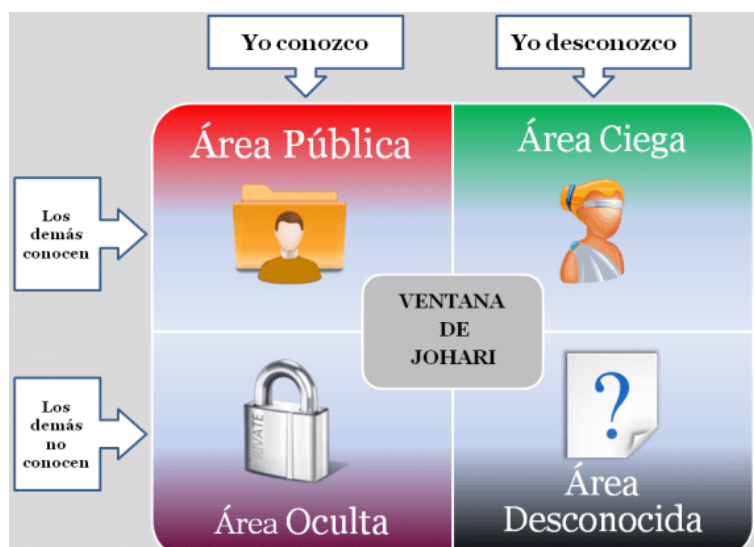 Yo conozco
Yo desconozco
Área Pública
Área Ciega
Los
demás
conocen
VENTANA
DE
JOHARI
Los
demás
no
conocen
PRIVATE
Área Oculta
?
Área
Desconocida